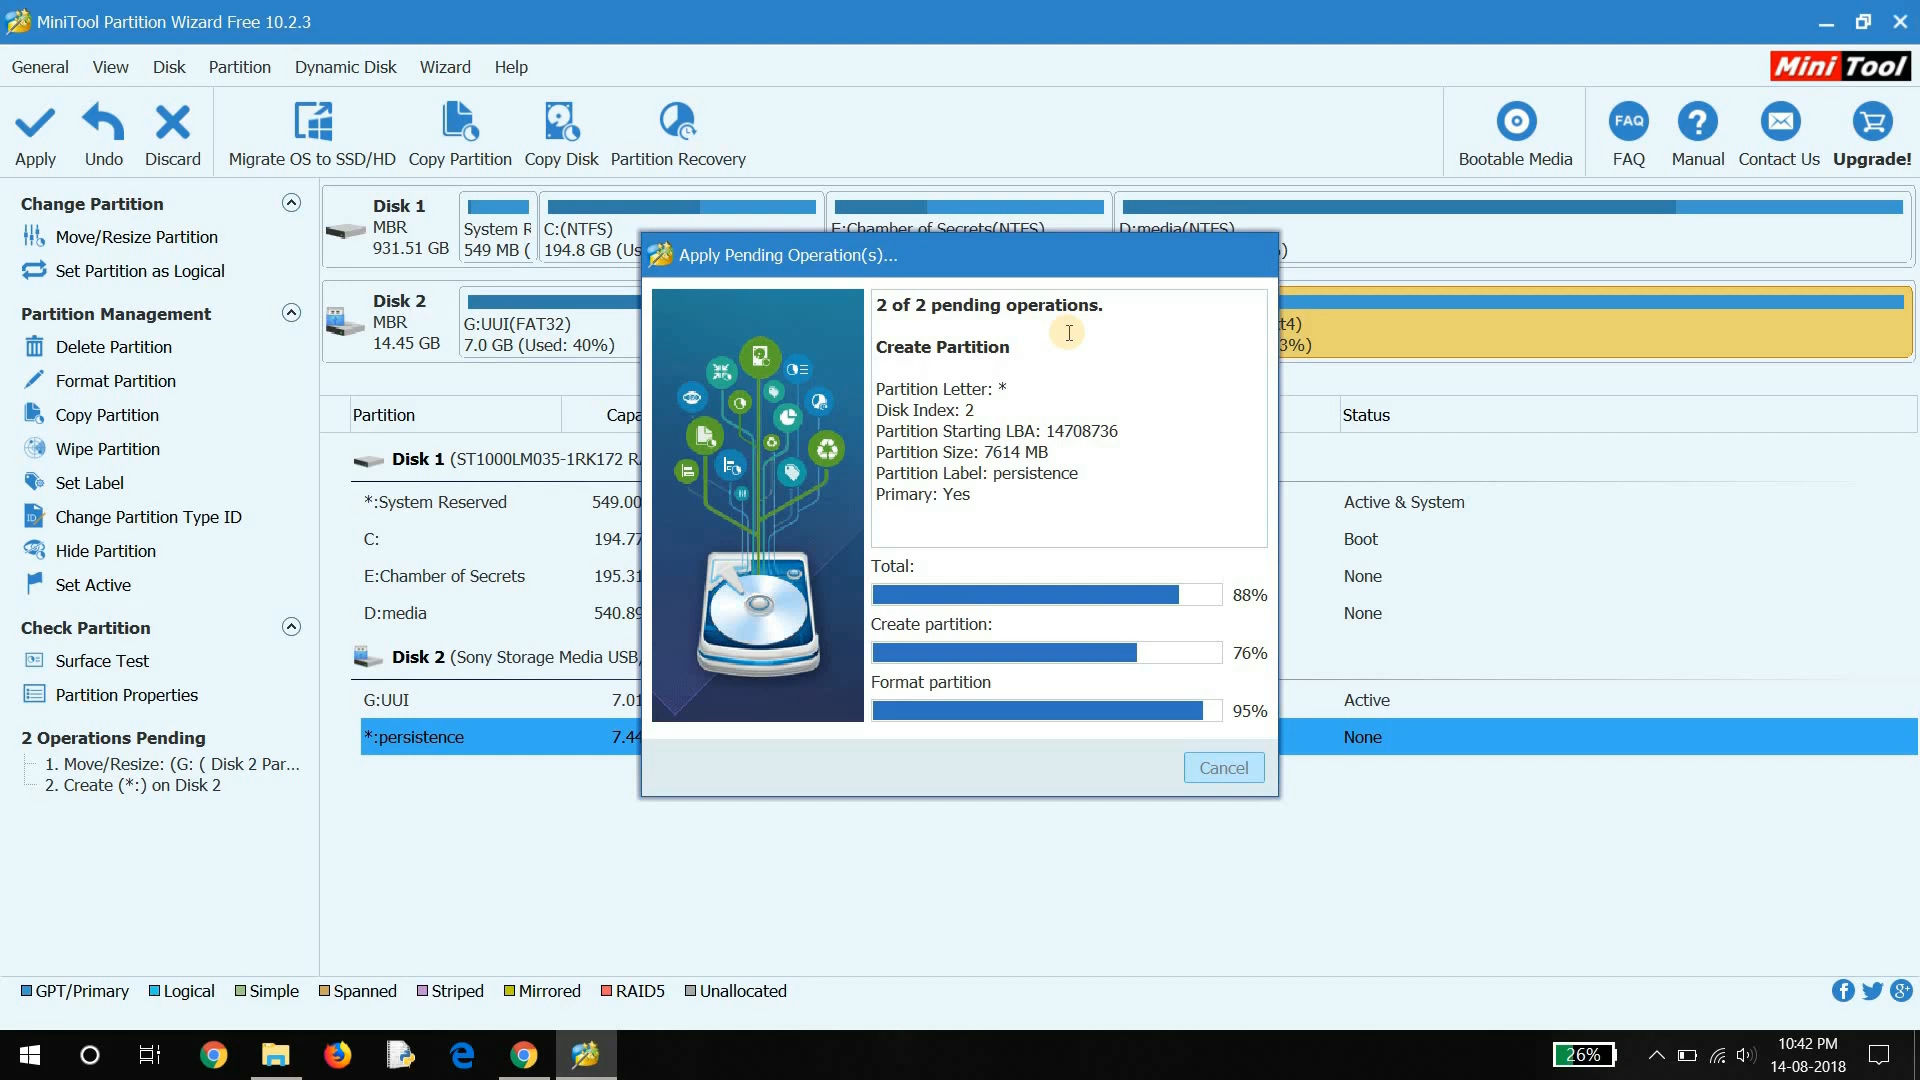 MiniTool Partition Wizard Free 10.2.3
General View Disk Partition Dynamic Disk Wizard Help
Mini Tool
Apply Undo Discard Migrate OS to SSD/HD Copy Partition Copy Disk Partition Recovery Bootable Media FAQ Manual Contact Us Upgrade!
FAQ
Change Partition
Move/Resize Partition
Set Partition as Logical
Partition Management
Delete Partition
Format Partition
Copy Partition
Wipe Partition
Set Label
Change Partition Type ID
Hide Partition
Set Active
Check Partition
Surface Test
Partition Properties
2 Operations Pending
1. Move/Resize: (G: ( Disk 2 Par...
2. Create (*:) on Disk 2
Disk 1
MBR
931.51 GB
System R
549 MB (
C:(NTFS)
194.8 GB (Us
E:Chamber of Secrets(NTFS)
D:media(NTFS)
)
Disk 2
MBR
14.45 GB
G:UUI(FAT32)
7.0 GB (Used: 40%)
t4)
3%)
Partition Capa Status
Disk 1 (ST1000LM035-1RK172 R
*:System Reserved 549.00 Active & System
C: 194.77 Boot
E:Chamber of Secrets 195.31 None
D:media 540.89 None
Disk 2 (Sony Storage Media USB
G:UUI 7.01 Active
*:persistence 7.44 None
Apply Pending Operation(s)...
2 of 2 pending operations.
Create Partition
Partition Letter: *
Disk Index: 2
Partition Starting LBA: 14708736
Partition Size: 7614 MB
Partition Label: persistence
Primary: Yes
Total:
88%
Create partition:
76%
Format partition
95%
Cancel
GPT/Primary Logical Simple Spanned Striped Mirrored RAID5 Unallocated
26%
10:42 PM
14-08-2018